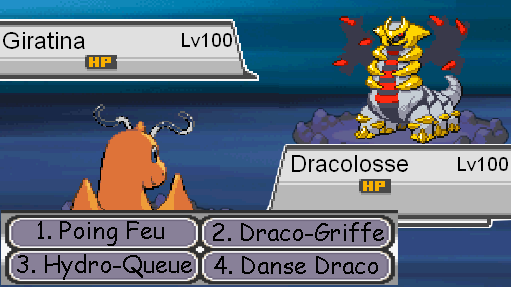 Giratina Lv100
HP
Dracolosse Lv100
HP
1. Poing Feu
2. Draco-Griffe
3. Hydro-Queue
4. Danse Draco